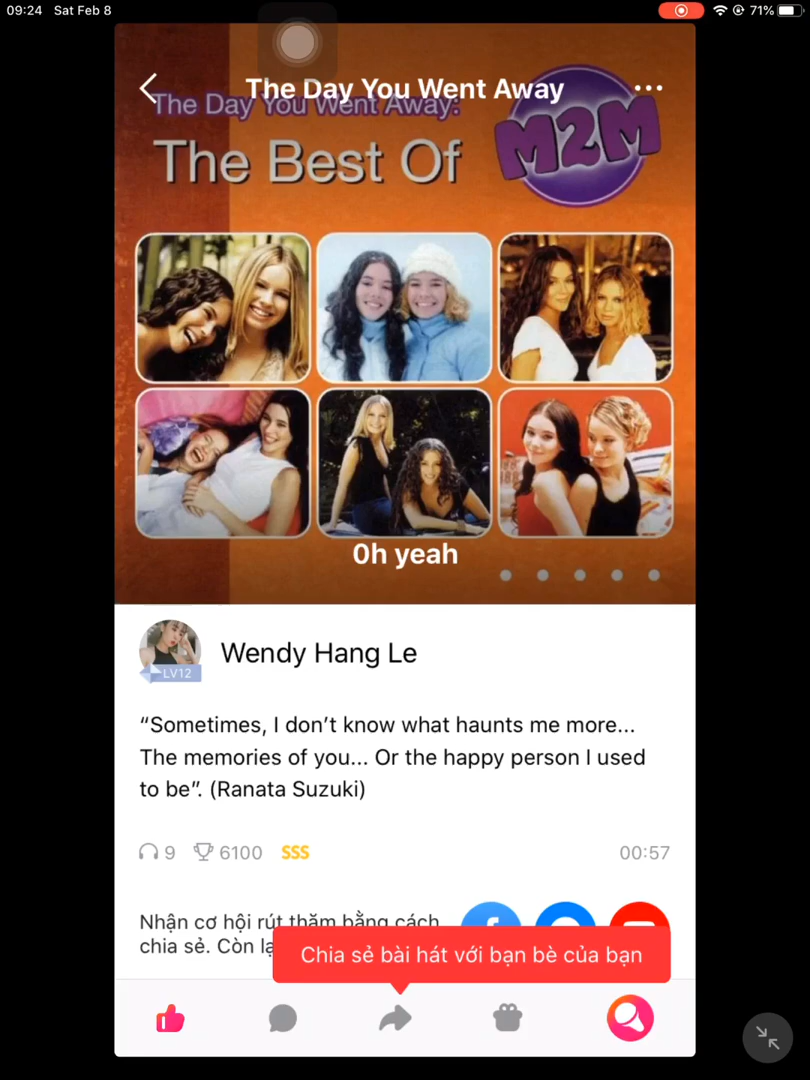 09:24 Sat Feb 8 71%
The Day You Went Away
The Day You Went Away:
The Best Of M2M
Oh yeah
Wendy Hang Le
LV12
“Sometimes, I don’t know what haunts me more...
The memories of you... Or the happy person I used
to be”. (Ranata Suzuki)
9 6100 SSS 00:57
Nhận cơ hội rút thăm bằng cách
chia sẻ. Còn
Chia sẻ bài hát với bạn bè của bạn